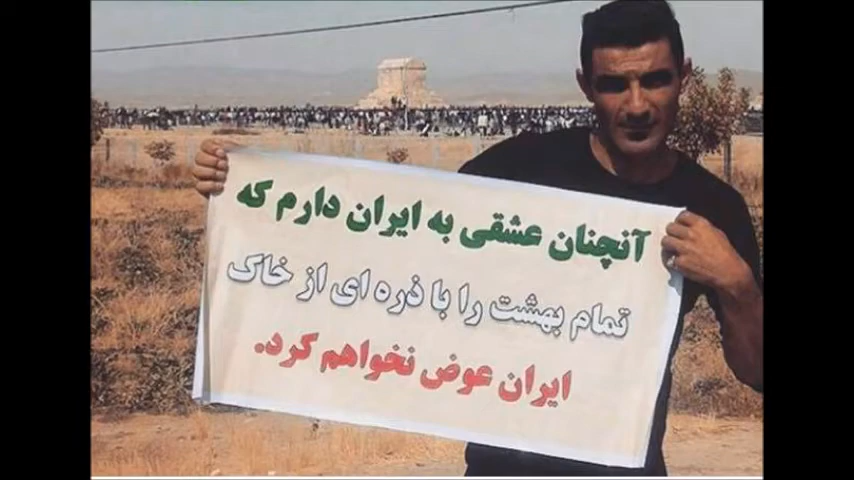 آنچنان عشقی به ایران دارم که
تمام بهشت را با ذره ای از خاک
ایران عوض نخواهم کرد.